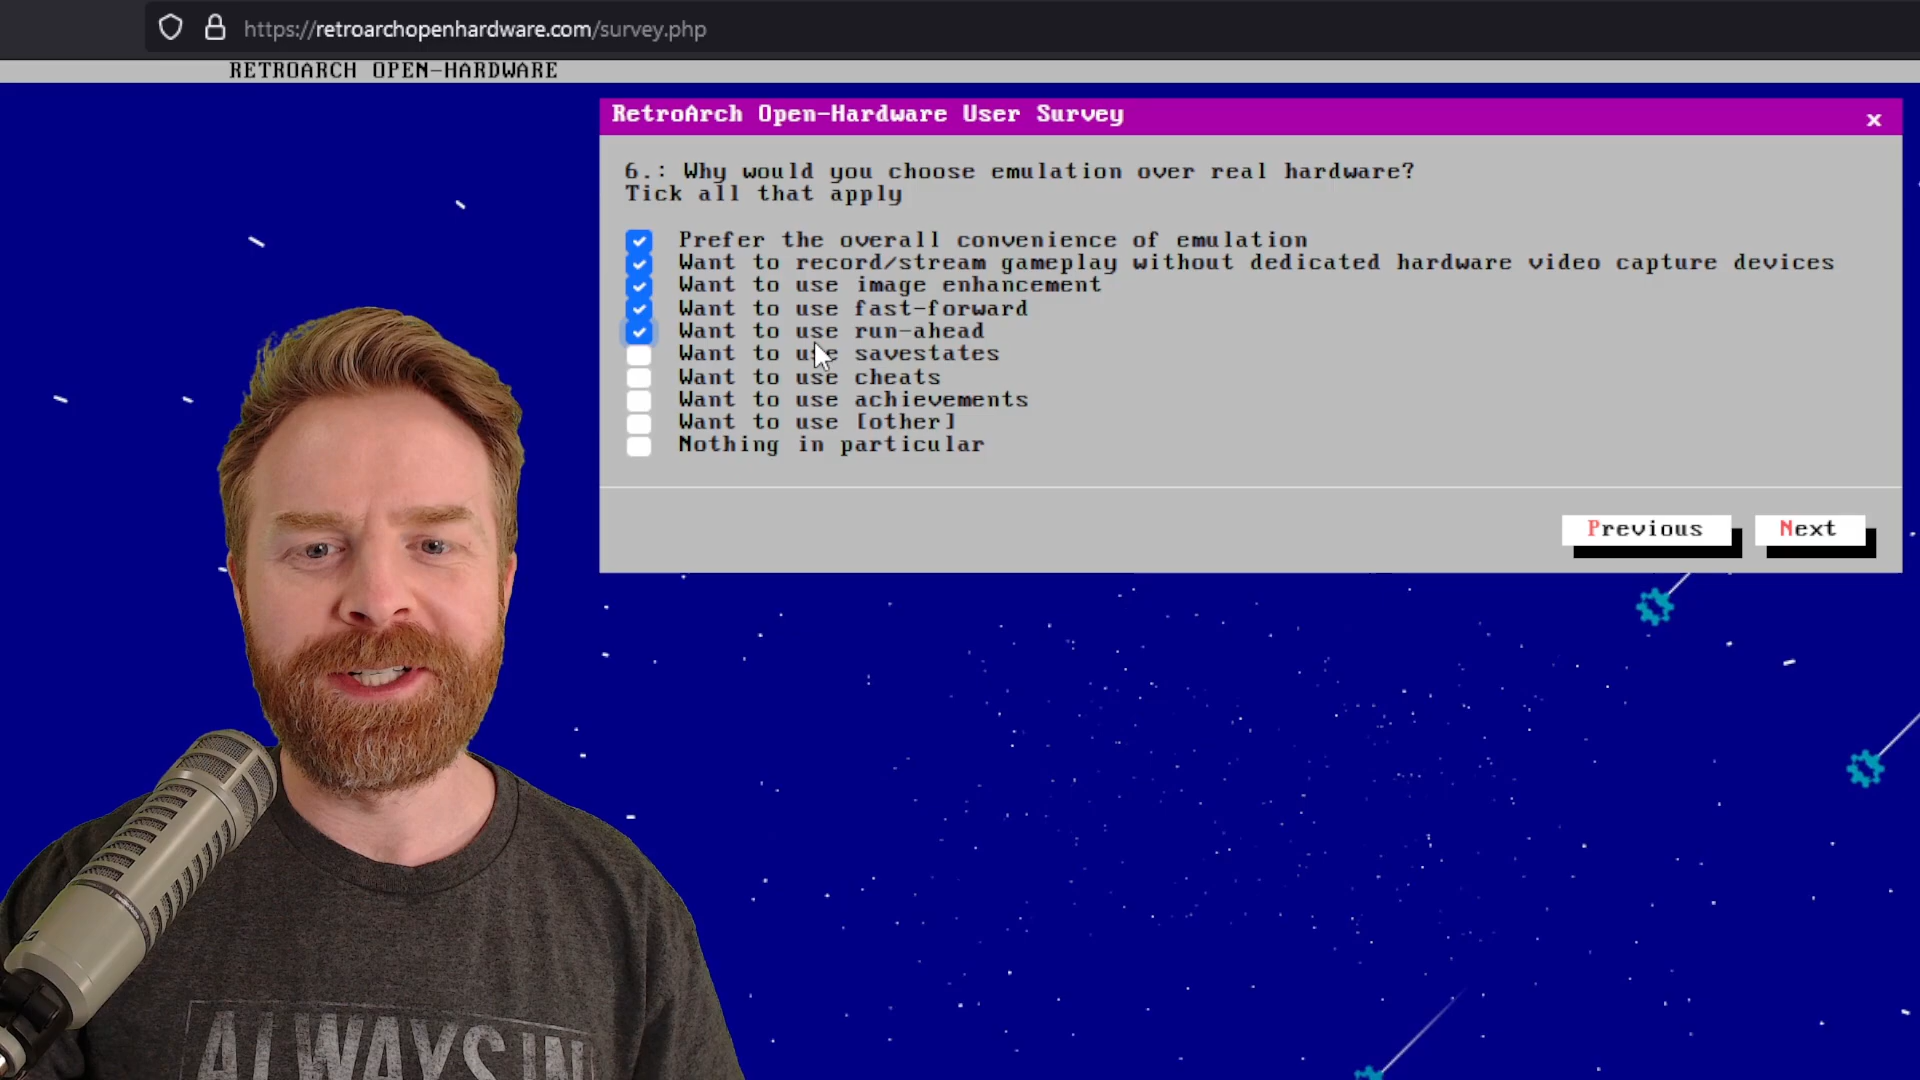 https://retroarchopenhardware.com/survey.php
RETROARCH OPEN-HARDWARE
RetroArch Open-Hardware User Survey
x
6.: Why would you choose emulation over real hardware?
Tick all that apply
Prefer the overall convenience of emulation
Want to record/stream gameplay without dedicated hardware video capture devices
Want to use image enhancement
Want to use fast-forward
Want to use run-ahead
Want to use savestates
Want to use cheats
Want to use achievements
Want to use [other]
Nothing in particular
Previous Next
ALWAYS IN